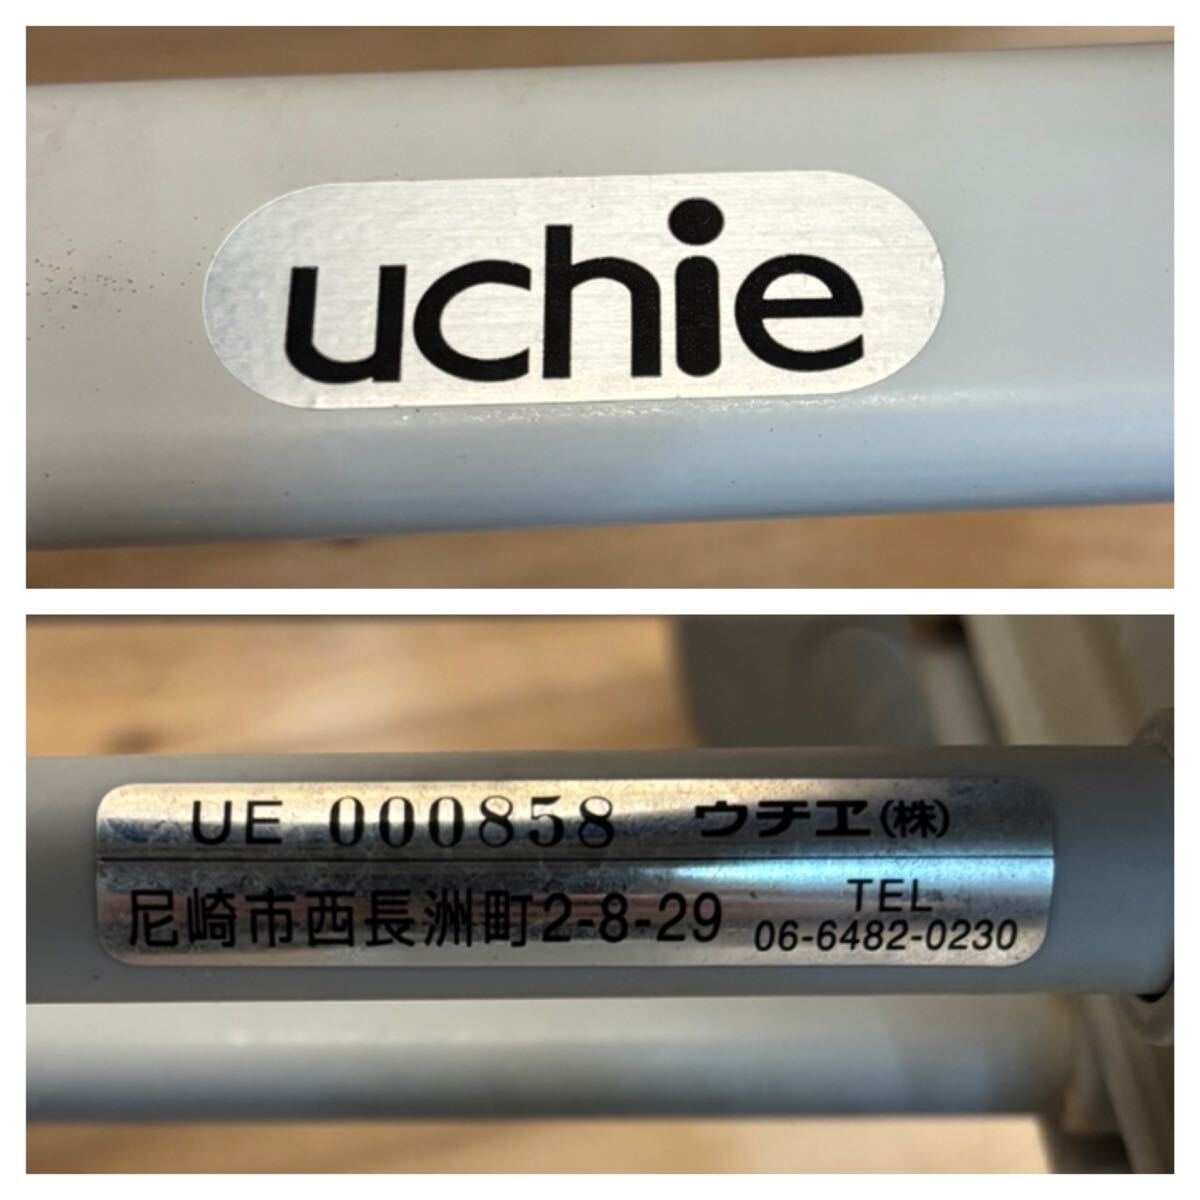 uchie
UE 000858 ウチヱ(株)
尼崎市西長洲町2-8-29
TEL
06-6482-0230